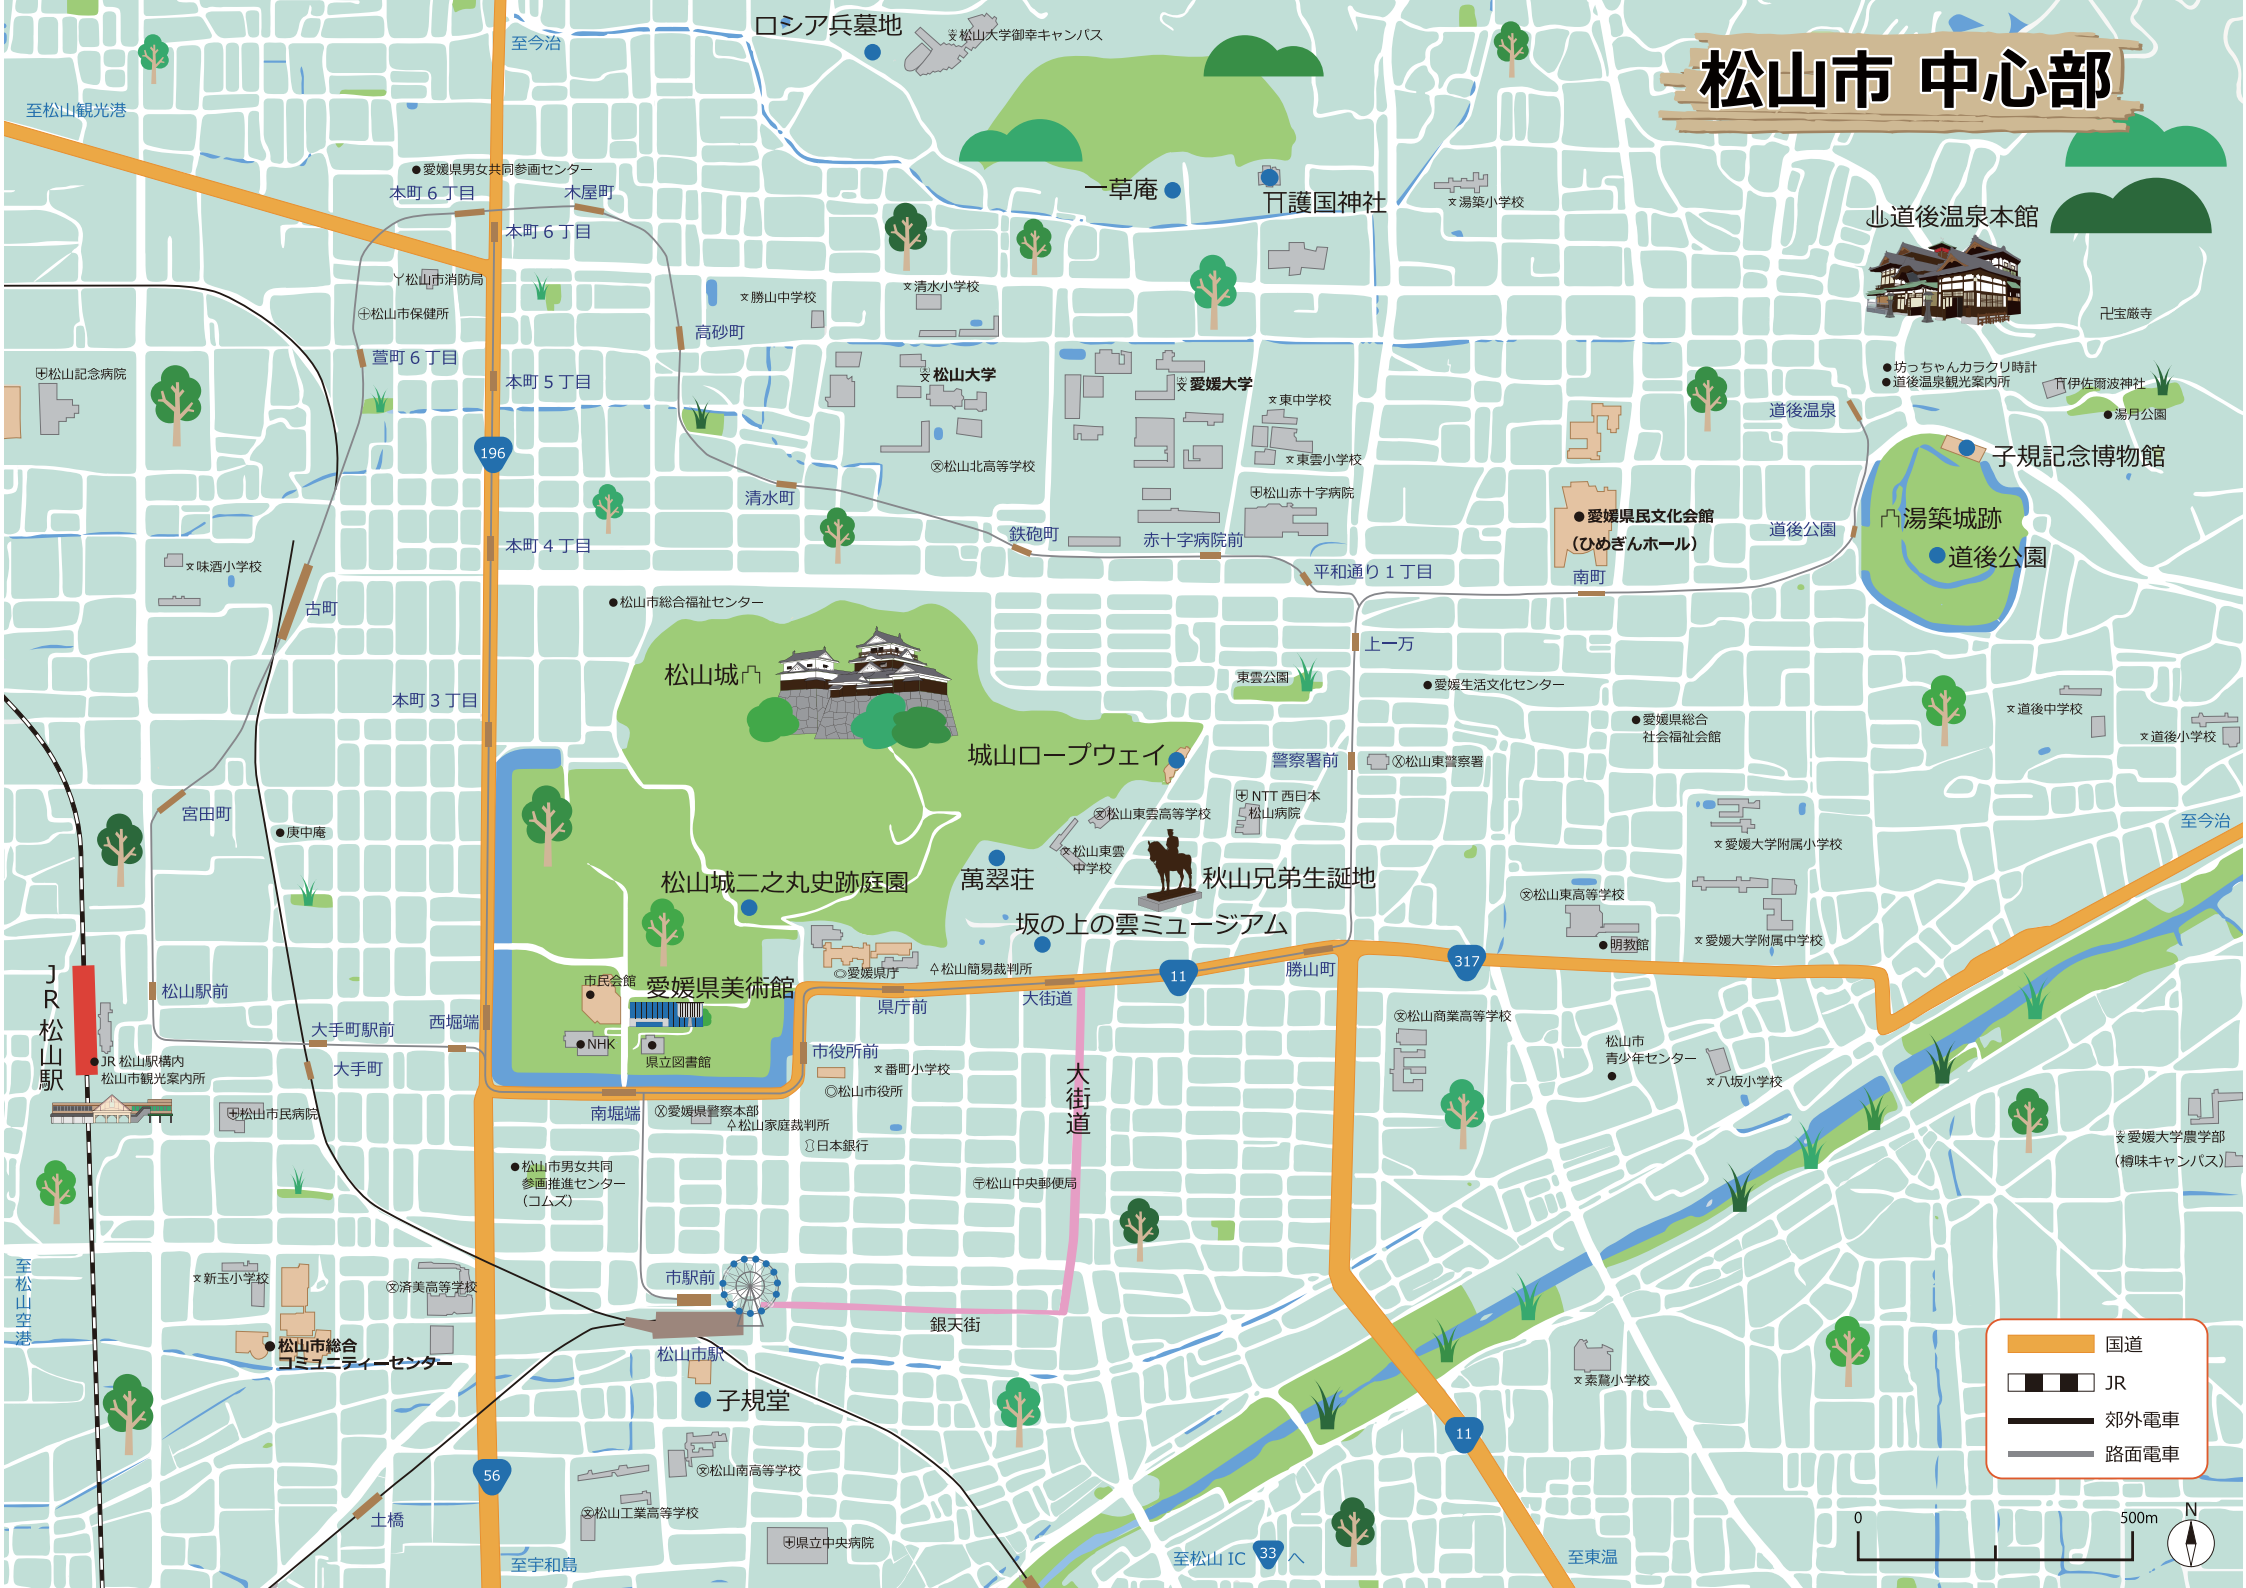 松山市 中心部
ロシア兵墓地
松山大学御幸キャンパス
至今治
至松山観光港
愛媛県男女共同参画センター
本町6丁目
木屋町
本町6丁目
一草庵
護国神社
湯築小学校
道後温泉本館
松山市消防局
松山市保健所
勝山中学校
清水小学校
宝厳寺
高砂町
萱町6丁目
松山記念病院
本町5丁目
松山大学
愛媛大学
東中学校
坊っちゃんカラクリ時計
道後温泉観光案内所
伊佐爾波神社
湯月公園
道後温泉
196
松山北高等学校
東雲小学校
子規記念博物館
清水町
松山赤十字病院
愛媛県民文化会館
(ひめぎんホール)
湯築城跡
道後公園
道後公園
本町4丁目
鉄砲町
赤十字病院前
平和通り1丁目
南町
味酒小学校
古町
松山市総合福祉センター
上一万
松山城
東雲公園
愛媛生活文化センター
本町3丁目
愛媛県総合
社会福祉会館
道後中学校
道後小学校
城山ロープウェイ
警察署前
松山東警察署
宮田町
庚申庵
松山東雲高等学校
NTT 西日本
松山病院
松山東雲
中学校
愛媛大学附属小学校
至今治
松山城二之丸史跡庭園
萬翠荘
秋山兄弟生誕地
坂の上の雲ミュージアム
松山東高等学校
明教館
愛媛大学附属中学校
JR松山駅
松山駅前
市民会館
愛媛県美術館
愛媛県庁
松山簡易裁判所
11
勝山町
317
大街道
県庁前
大手町駅前
西堀端
大手町
NHK
県立図書館
市役所前
番町小学校
松山市役所
大街道
松山商業高等学校
松山市
青少年センター
八坂小学校
JR 松山駅構内
松山市観光案内所
松山市民病院
南堀端
愛媛県警察本部
松山家庭裁判所
日本銀行
愛媛大学農学部
(樽味キャンパス)
松山市男女共同
参画推進センター
(コムズ)
松山中央郵便局
至松山空港
新玉小学校
済美高等学校
市駅前
銀天街
松山市総合
コミュニティーセンター
松山市駅
子規堂
素鵞小学校
国道
JR
郊外電車
路面電車
11
56
松山南高等学校
松山工業高等学校
土橋
県立中央病院
至宇和島
至松山 IC 33 へ
至東温
0 500m
N